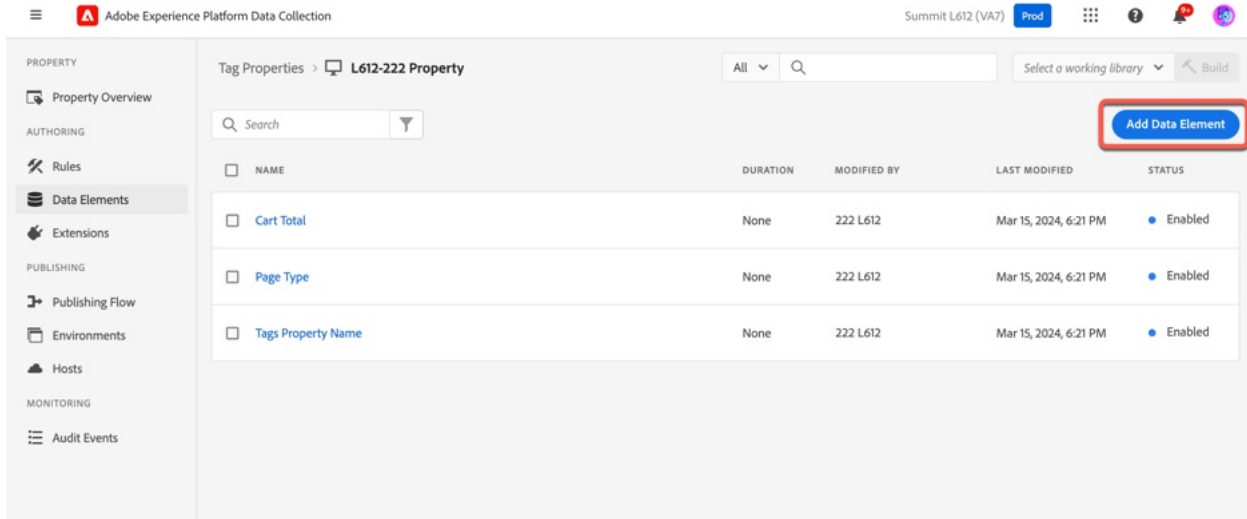 Adobe Experience Platform Data Collection
Summit L612 (VA7) Prod 9+
PROPERTY
Property Overview
AUTHORING
Rules
Data Elements
Extensions
PUBLISHING
Publishing Flow
Environments
Hosts
MONITORING
Audit Events
Tag Properties > L612-222 Property
All
Select a working library Build
Search
Add Data Element
NAME DURATION MODIFIED BY LAST MODIFIED STATUS
Cart Total None 222 L612 Mar 15, 2024, 6:21 PM Enabled
Page Type None 222 L612 Mar 15, 2024, 6:21 PM Enabled
Tags Property Name None 222 L612 Mar 15, 2024, 6:21 PM Enabled